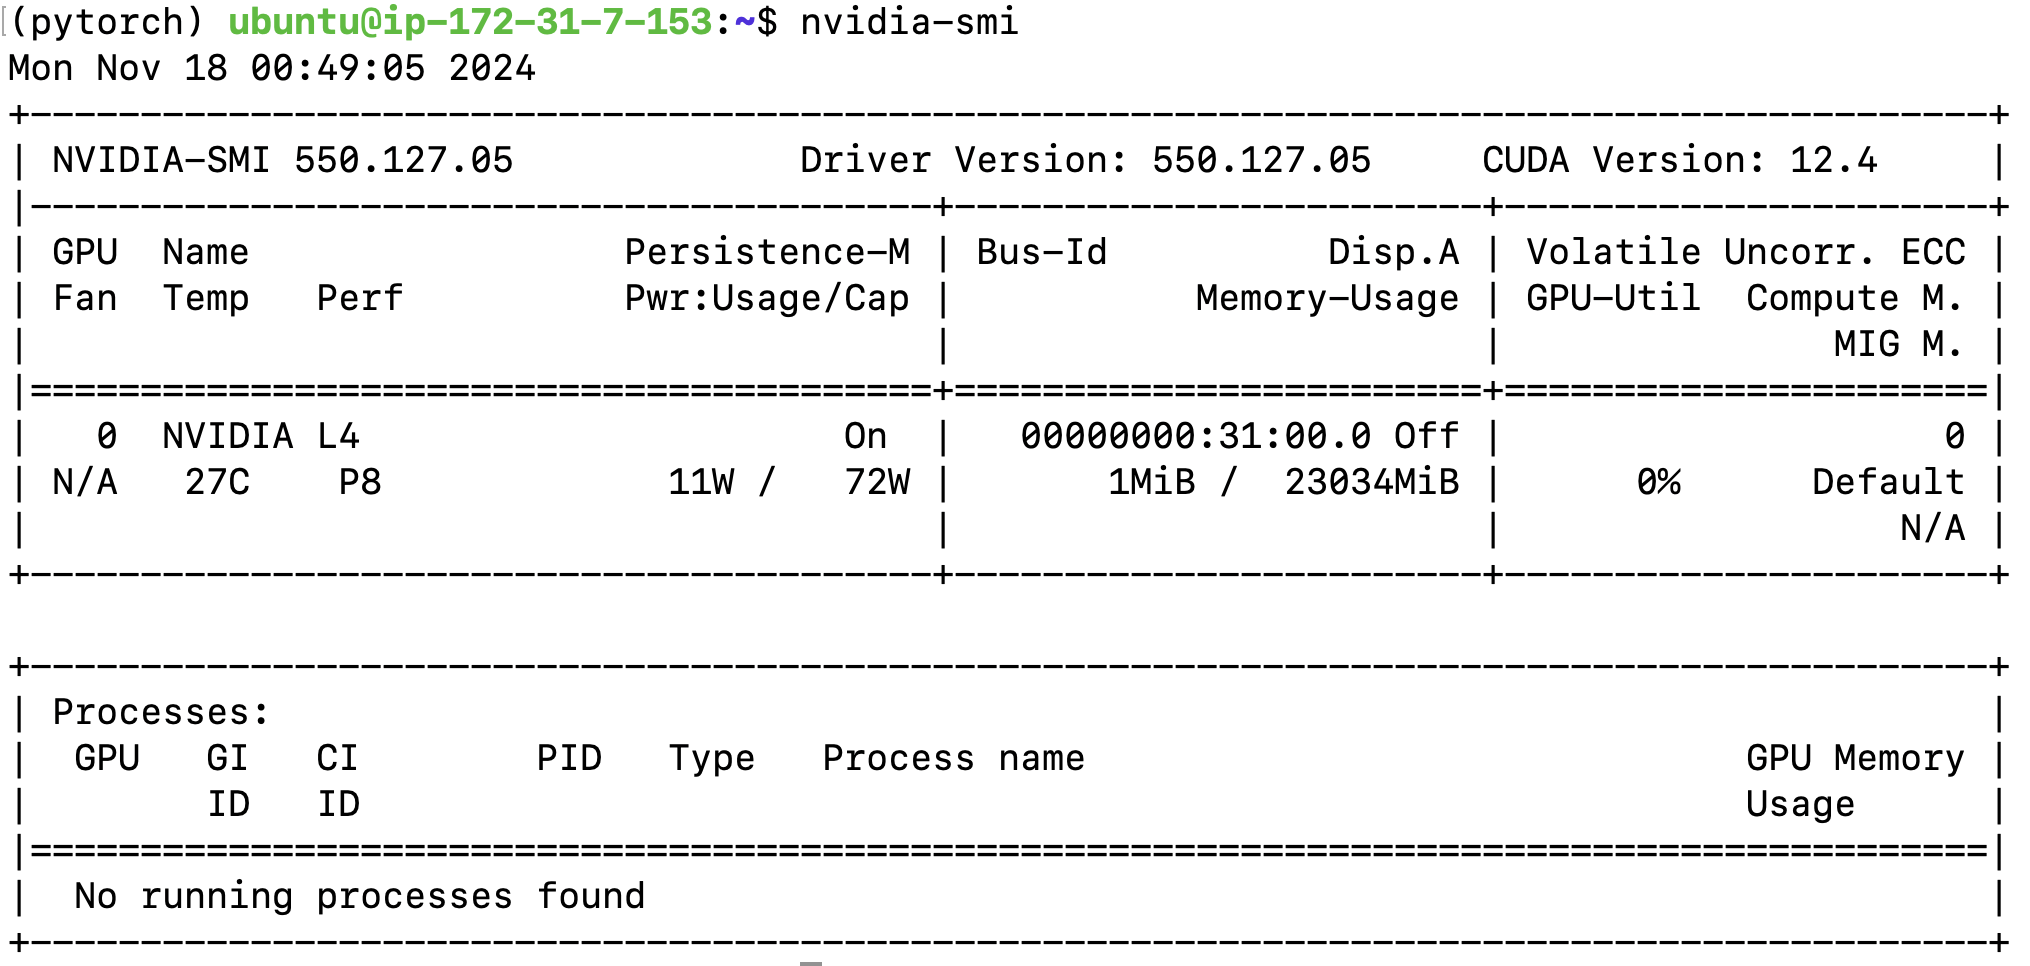 (pytorch) ubuntu@ip-172-31-7-153:~$ nvidia-smi
Mon Nov 18 00:49:05 2024
+-----------------------------------------------------------------------------------------+
| NVIDIA-SMI 550.127.05             Driver Version: 550.127.05     CUDA Version: 12.4     |
|-----------------------------------------+------------------------+----------------------+
| GPU  Name                 Persistence-M | Bus-Id          Disp.A | Volatile Uncorr. ECC |
| Fan  Temp   Perf          Pwr:Usage/Cap |           Memory-Usage | GPU-Util  Compute M. |
|                                         |                        |               MIG M. |
|=========================================+========================+======================|
|   0  NVIDIA L4                      On  |   00000000:31:00.0 Off |                    0 |
| N/A   27C    P8             11W /   72W |       1MiB /  23034MiB |      0%      Default |
|                                         |                        |                  N/A |
+-----------------------------------------+------------------------+----------------------+

+-----------------------------------------------------------------------------------------+
| Processes:                                                                              |
|  GPU   GI   CI        PID   Type   Process name                              GPU Memory |
|        ID   ID                                                               Usage      |
|=========================================================================================|
|  No running processes found                                                             |
+-----------------------------------------------------------------------------------------+